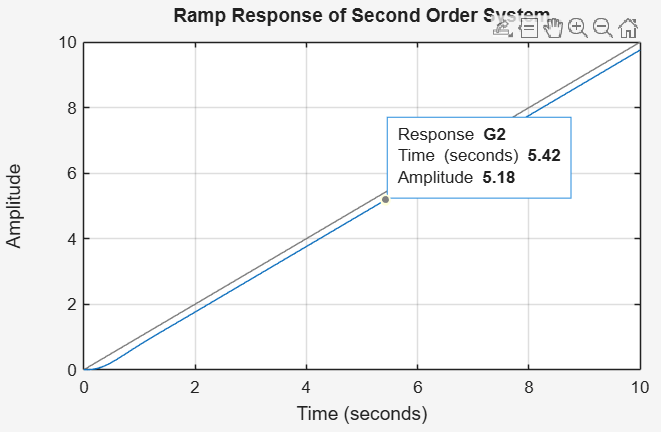 Ramp Response of Second Order System
10
8
6
4
2
0
Amplitude
Response G2
Time (seconds) 5.42
Amplitude 5.18
0 2 4 6 8 10
Time (seconds)